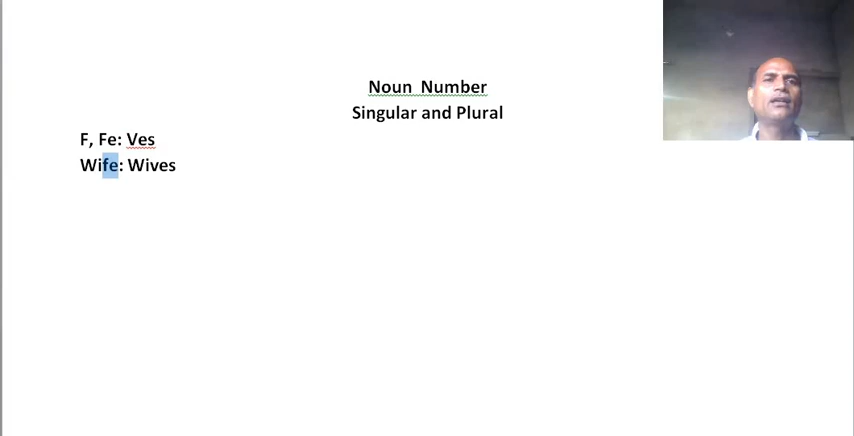 Noun  Number
Singular and Plural
F, Fe: Ves
Wife: Wives